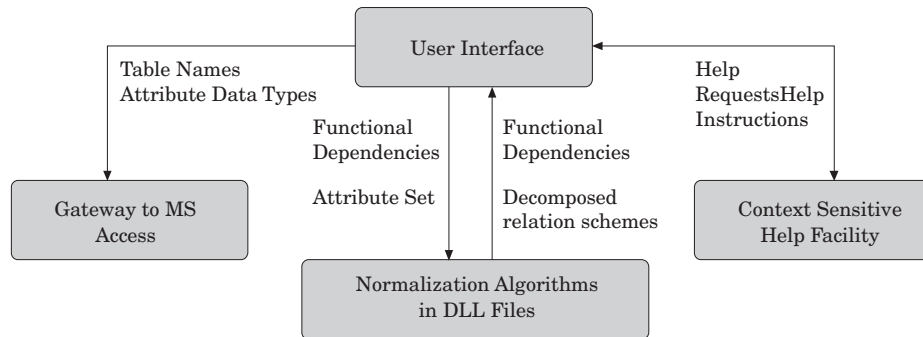 User Interface
Table Names
Attribute Data Types
Help
RequestsHelp
Instructions
Functional
Dependencies
Attribute Set
Functional
Dependencies
Decomposed
relation schemes
Gateway to MS
Access
Context Sensitive
Help Facility
Normalization Algorithms
in DLL Files